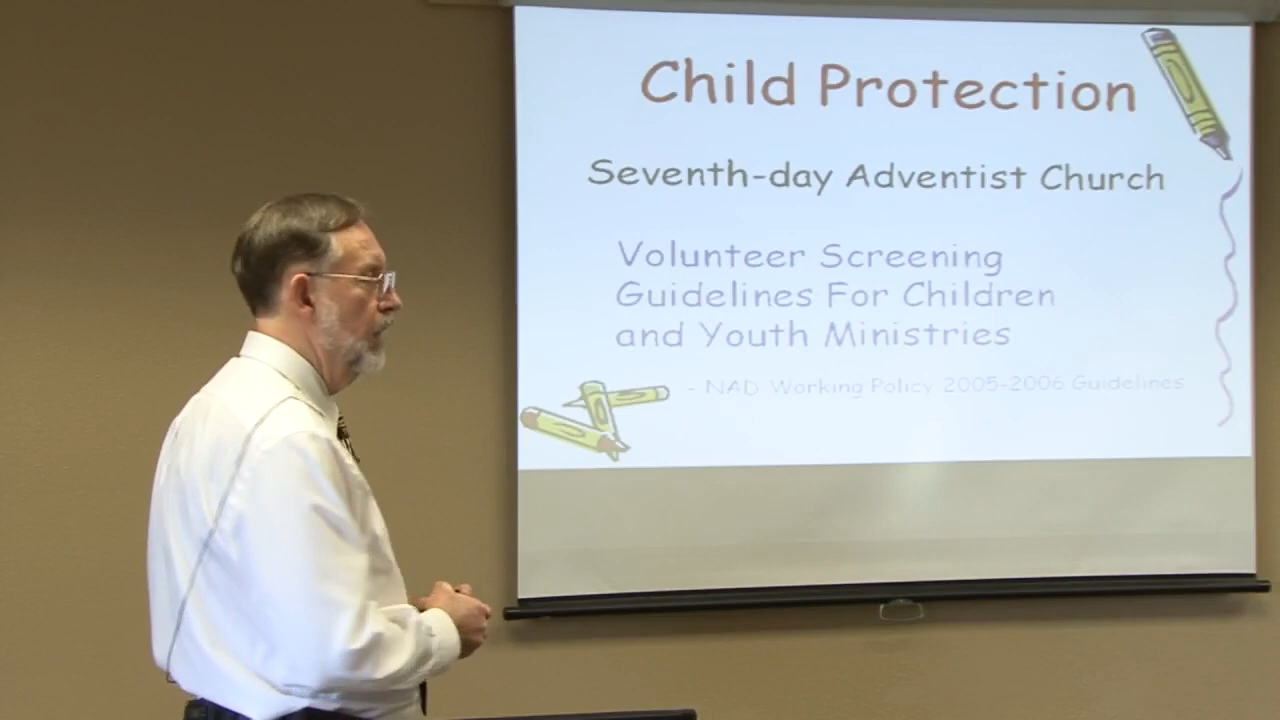 Child Protection
Seventh-day Adventist Church
Volunteer Screening
Guidelines For Children
and Youth Ministries
- NAD Working Policy 2005-2006 Guidelines